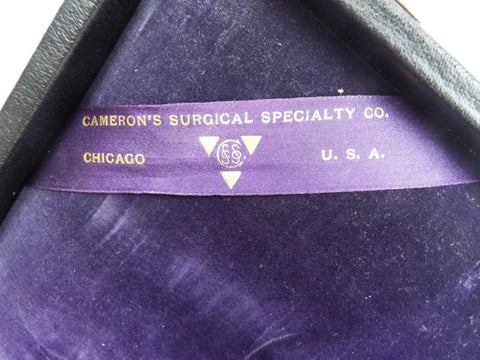 CAMERON'S SURGICAL SPECIALTY CO.
CHICAGO
U. S. A.